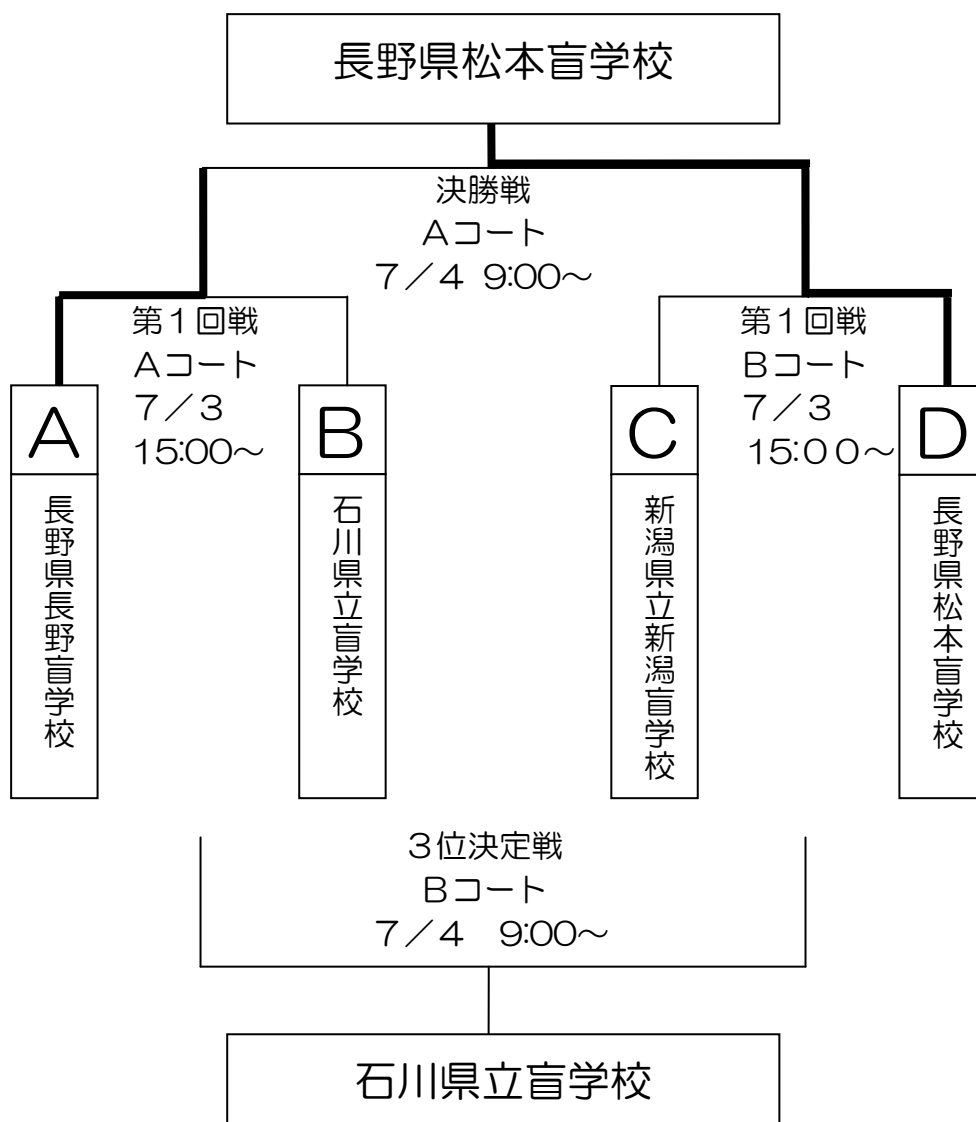 長野県松本盲学校
決勝戦
Aコート
7/4 9:00～
第1回戦
Aコート
7/3
15:00～
第1回戦
Bコート
7/3
15:00～
A
B
C
D
長野県長野盲学校
石川県立盲学校
新潟県立新潟盲学校
長野県松本盲学校
3位決定戦
Bコート
7/4 9:00～
石川県立盲学校